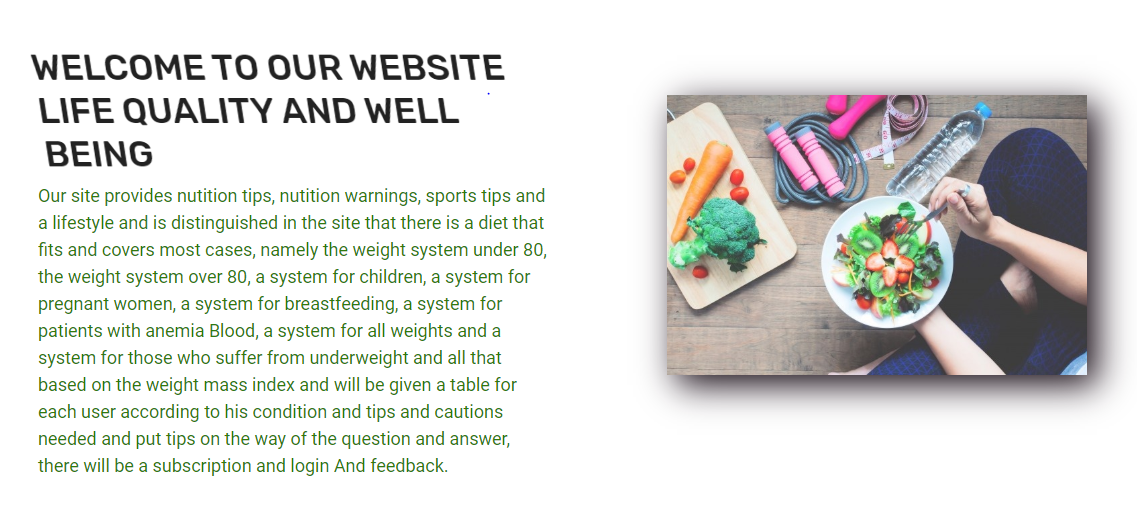 WELCOME TO OUR WEBSITE
LIFE QUALITY AND WELL
BEING
Our site provides nutition tips, nutition warnings, sports tips and
a lifestyle and is distinguished in the site that there is a diet that
fits and covers most cases, namely the weight system under 80,
the weight system over 80, a system for children, a system for
pregnant women, a system for breastfeeding, a system for
patients with anemia Blood, a system for all weights and a
system for those who suffer from underweight and all that
based on the weight mass index and will be given a table for
each user according to his condition and tips and cautions
needed and put tips on the way of the question and answer,
there will be a subscription and login And feedback.